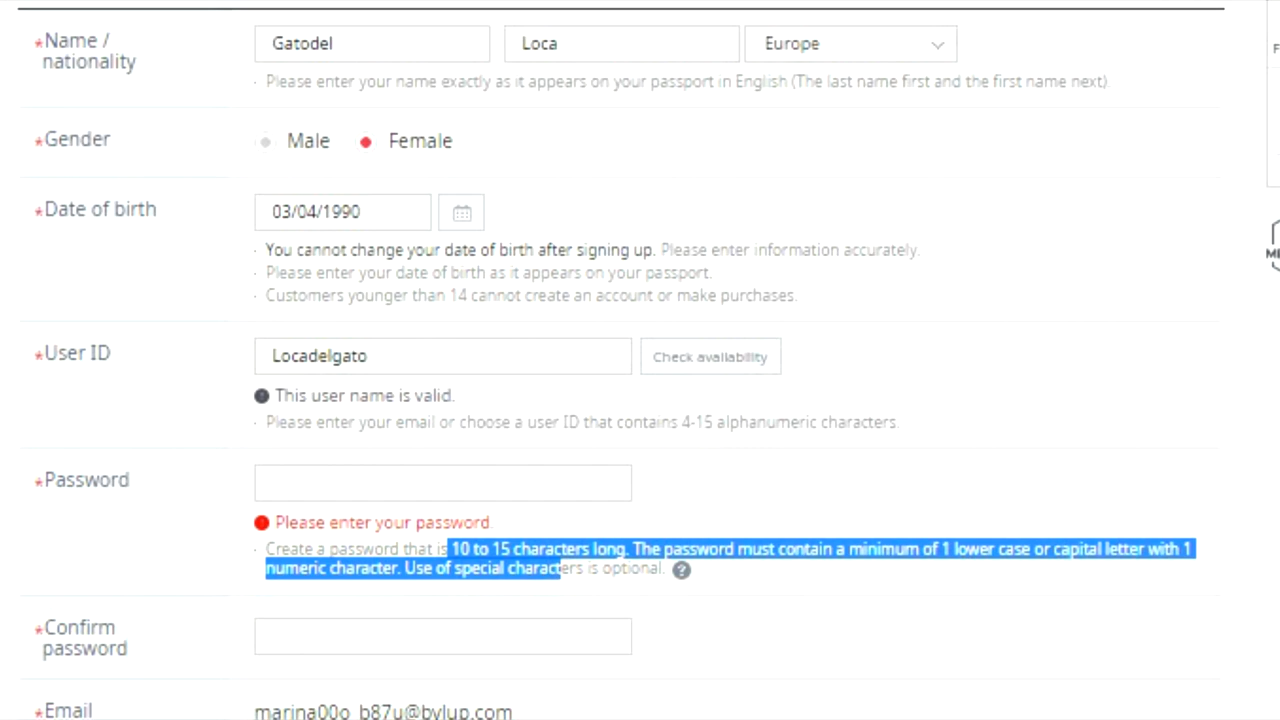 *Name /
nationality
Gatodel Loca Europe
· Please enter your name exactly as it appears on your passport in English (The last name first and the first name next).
*Gender
Male Female
*Date of birth
03/04/1990
· You cannot change your date of birth after signing up. Please enter information accurately.
· Please enter your date of birth as it appears on your passport.
· Customers younger than 14 cannot create an account or make purchases.
*User ID
Locadelgato Check availability
This user name is valid.
· Please enter your email or choose a user ID that contains 4-15 alphanumeric characters.
*Password
Please enter your password.
· Create a password that is 10 to 15 characters long. The password must contain a minimum of 1 lower case or capital letter with 1
numeric character. Use of special characters is optional. ?
*Confirm
password
*Email
marina00o_b87u@bylup.com